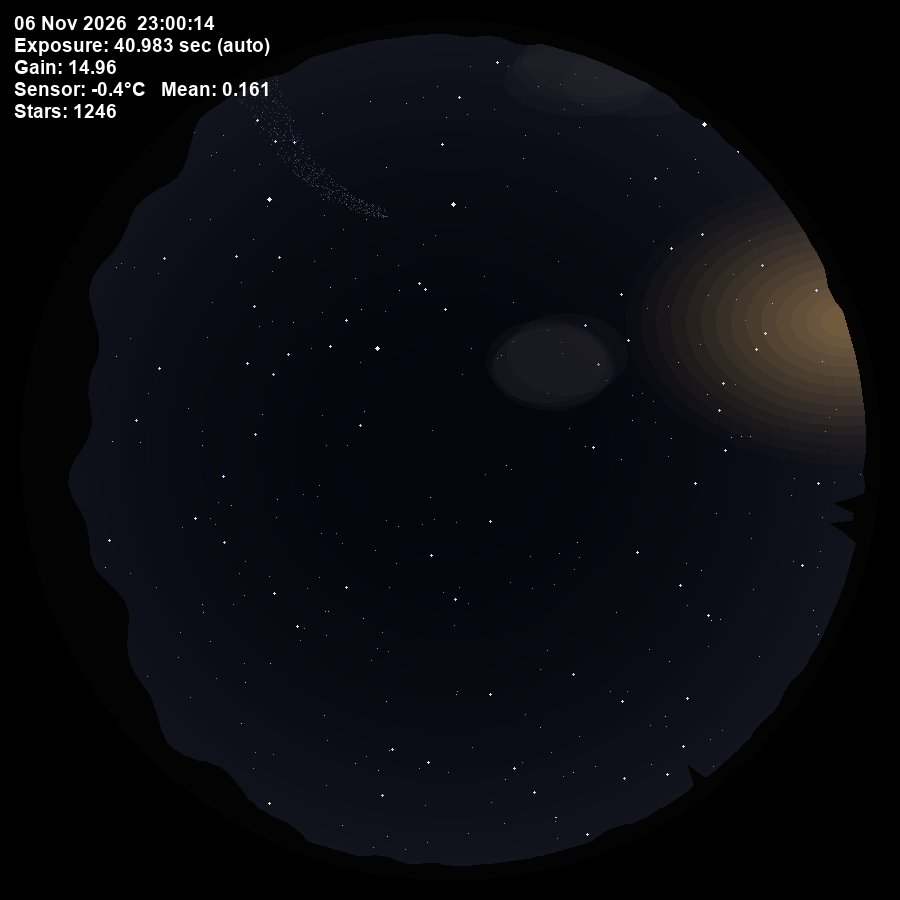 06 Nov 2026  23:00:14
Exposure: 40.983 sec (auto)
Gain: 14.96
Sensor: -0.4°C   Mean: 0.161
Stars: 1246